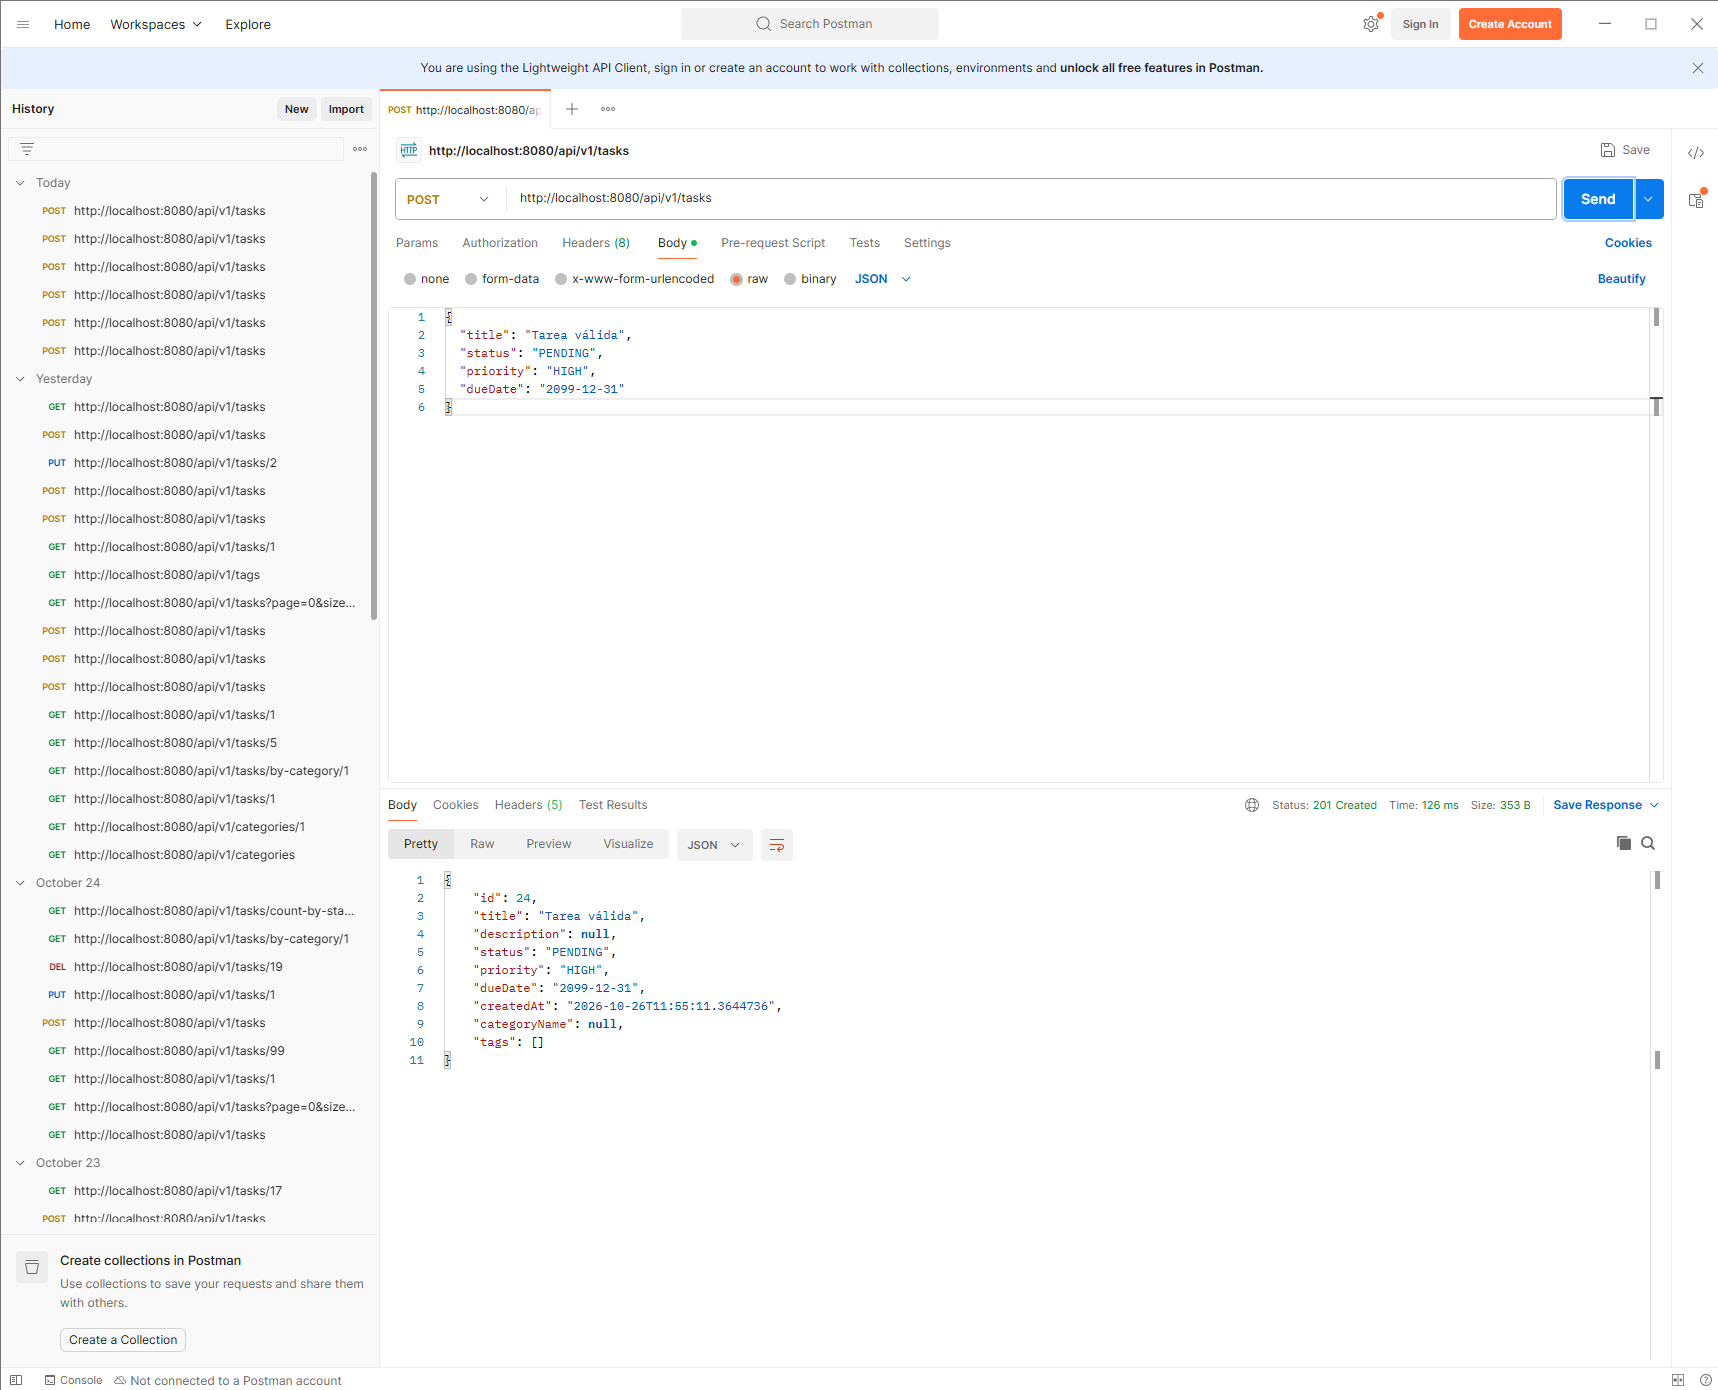 Home Workspaces Explore Search Postman Sign In Create Account
You are using the Lightweight API Client, sign in or create an account to work with collections, environments and unlock all free features in Postman.
History New Import
Today
POST http://localhost:8080/api/v1/tasks
POST http://localhost:8080/api/v1/tasks
POST http://localhost:8080/api/v1/tasks
POST http://localhost:8080/api/v1/tasks
POST http://localhost:8080/api/v1/tasks
POST http://localhost:8080/api/v1/tasks
Yesterday
GET http://localhost:8080/api/v1/tasks
POST http://localhost:8080/api/v1/tasks
PUT http://localhost:8080/api/v1/tasks/2
POST http://localhost:8080/api/v1/tasks
POST http://localhost:8080/api/v1/tasks
GET http://localhost:8080/api/v1/tasks/1
GET http://localhost:8080/api/v1/tags
GET http://localhost:8080/api/v1/tasks?page=0&size...
POST http://localhost:8080/api/v1/tasks
POST http://localhost:8080/api/v1/tasks
POST http://localhost:8080/api/v1/tasks
GET http://localhost:8080/api/v1/tasks/1
GET http://localhost:8080/api/v1/tasks/5
GET http://localhost:8080/api/v1/tasks/by-category/1
GET http://localhost:8080/api/v1/tasks/1
GET http://localhost:8080/api/v1/categories/1
GET http://localhost:8080/api/v1/categories
October 24
GET http://localhost:8080/api/v1/tasks/count-by-sta...
GET http://localhost:8080/api/v1/tasks/by-category/1
DEL http://localhost:8080/api/v1/tasks/19
PUT http://localhost:8080/api/v1/tasks/1
POST http://localhost:8080/api/v1/tasks
GET http://localhost:8080/api/v1/tasks/99
GET http://localhost:8080/api/v1/tasks/1
GET http://localhost:8080/api/v1/tasks?page=0&size...
GET http://localhost:8080/api/v1/tasks
October 23
GET http://localhost:8080/api/v1/tasks/17
POST http://localhost:8080/api/v1/tasks
Create collections in Postman
Use collections to save your requests and share them
with others.
Create a Collection
POST http://localhost:8080/ap
HTTP http://localhost:8080/api/v1/tasks Save
POST http://localhost:8080/api/v1/tasks Send
Params Authorization Headers (8) Body Pre-request Script Tests Settings Cookies
none form-data x-www-form-urlencoded raw binary JSON Beautify
1 {
2 "title": "Tarea válida",
3 "status": "PENDING",
4 "priority": "HIGH",
5 "dueDate": "2099-12-31"
6 }
Body Cookies Headers (5) Test Results Status: 201 Created Time: 126 ms Size: 353 B Save Response
Pretty Raw Preview Visualize JSON
1 {
2 "id": 24,
3 "title": "Tarea válida",
4 "description": null,
5 "status": "PENDING",
6 "priority": "HIGH",
7 "dueDate": "2099-12-31",
8 "createdAt": "2026-10-26T11:55:11.3644736",
9 "categoryName": null,
10 "tags": []
11 }
Console Not connected to a Postman account